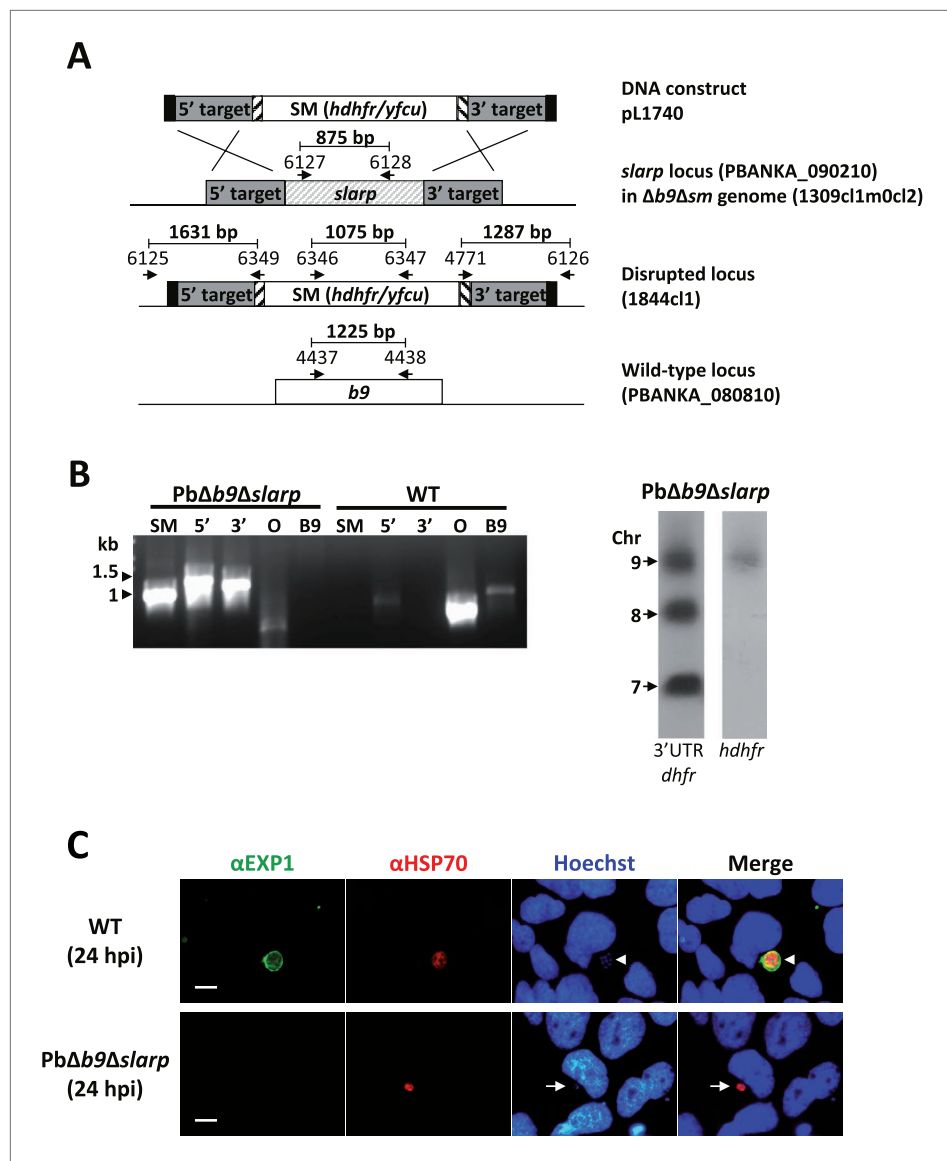 A
5’ target SM (hdhfr/yfcu) 3’ target
DNA construct
pL1740
875 bp
6127 6128
5’ target slarp 3’ target
slarp locus (PBANKA_090210)
in Δb9Δsm genome (1309cl1m0cl2)
1631 bp 1075 bp 1287 bp
6125 6349 6346 6347 4771 6126
5’ target SM (hdhfr/yfcu) 3’ target
Disrupted locus
(1844cl1)
1225 bp
4437 4438
b9
Wild-type locus
(PBANKA_080810)
B
PbΔb9Δslarp WT
SM 5’ 3’ O B9 SM 5’ 3’ O B9
kb
1.5
1
PbΔb9Δslarp
Chr
9
8
7
3’UTR
dhfr
hdhfr
C
αEXP1 αHSP70 Hoechst Merge
WT
(24 hpi)
PbΔb9Δslarp
(24 hpi)